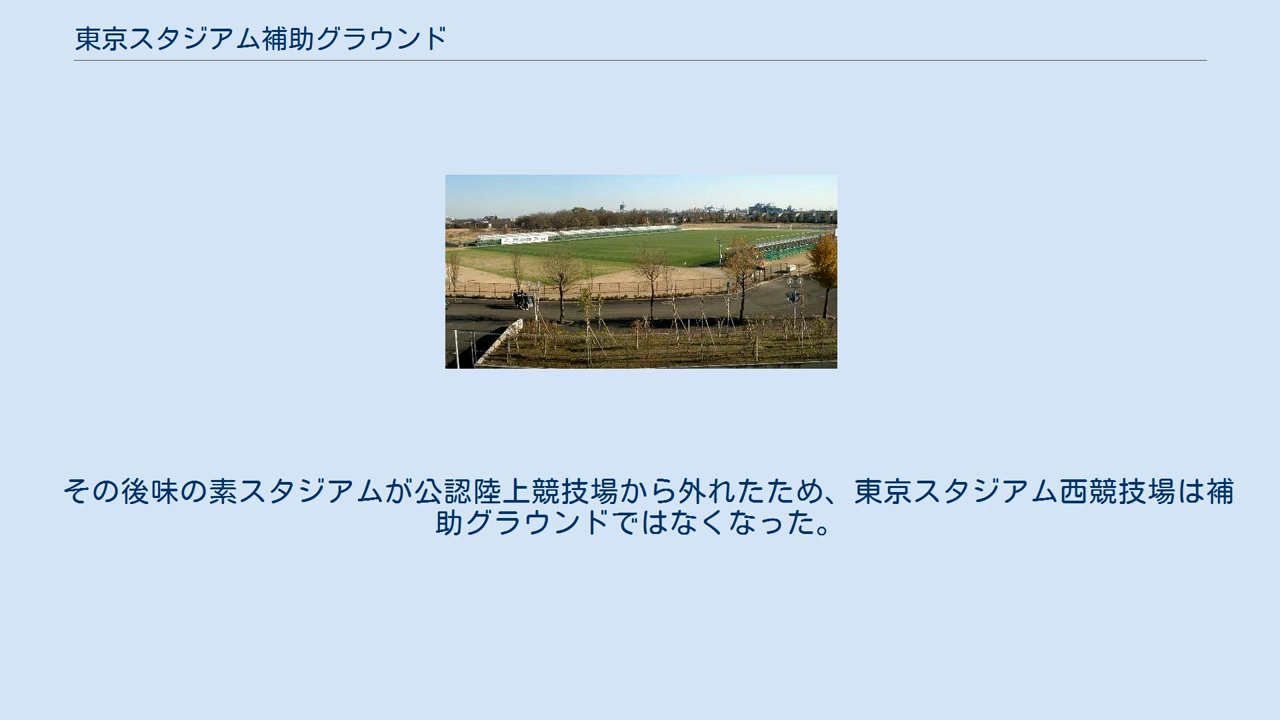 東京スタジアム補助グラウンド
その後味の素スタジアムが公認陸上競技場から外れたため、東京スタジアム西競技場は補
助グラウンドではなくなった。